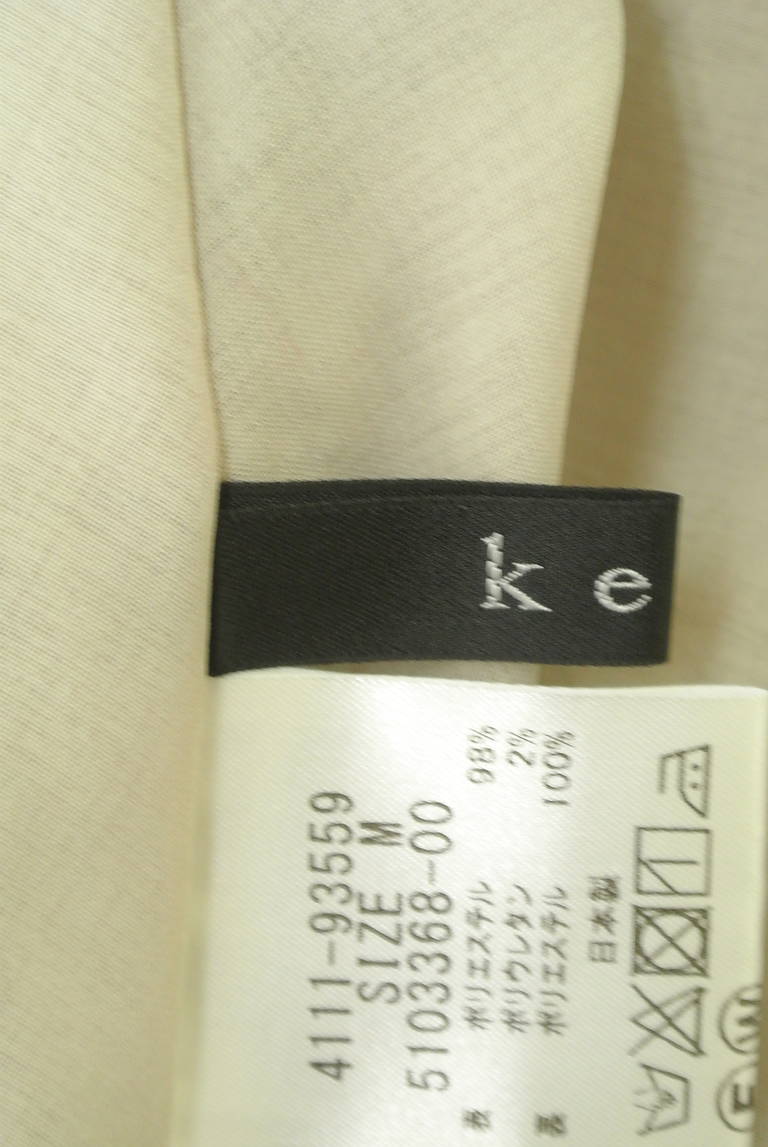 k e
4111-93559
SIZE M
5103368-00
表 ポリエステル 98%
ポリウレタン 2%
ポリエステル 100%
日本製
F W